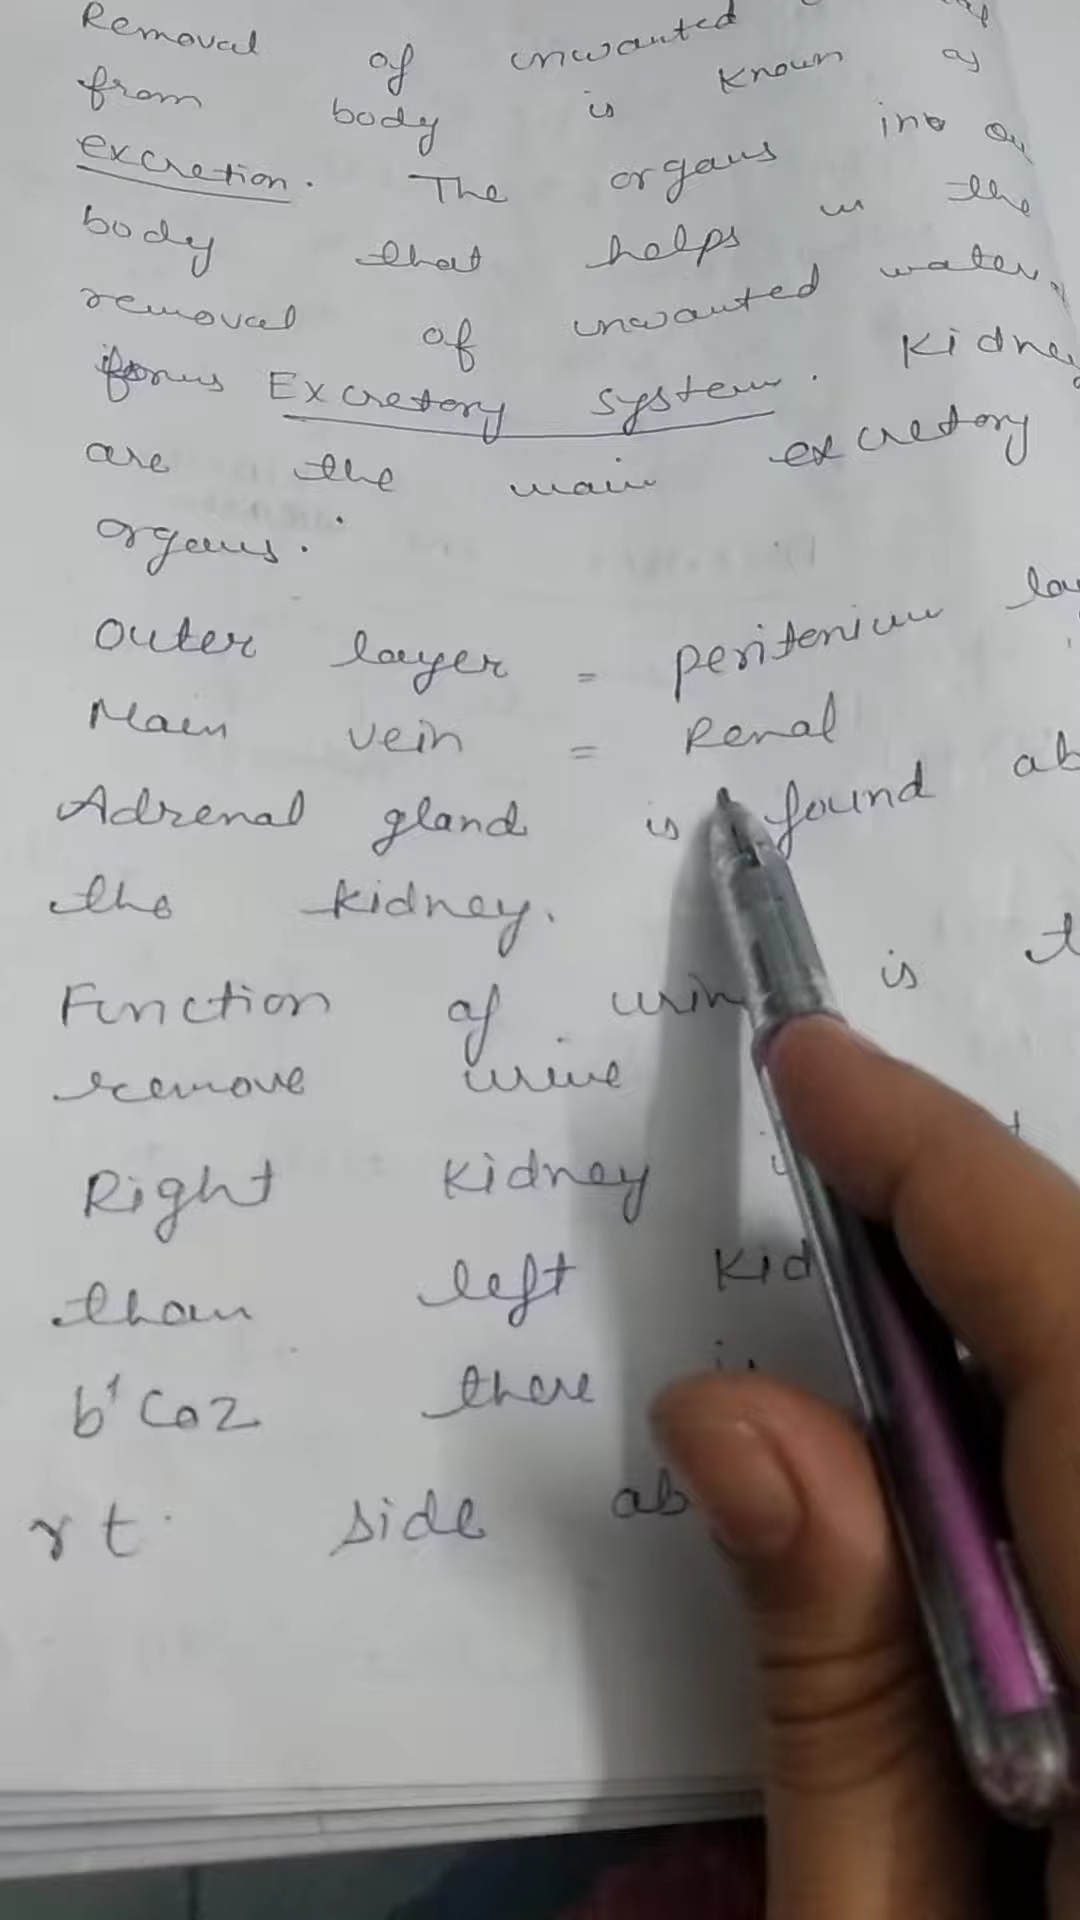 Removal of unwanted
from body is known as
excretion. The organs in
body that helps in the
removal of unwanted water,
forms Excretory system. Kidney
are the main excretory
organs.
Outer layer = peritenium
Main vein = Renal
Adrenal gland is found
the kidney.
Function of is
remove urine
Right Kidney
than left
b'Coz there
rt. side